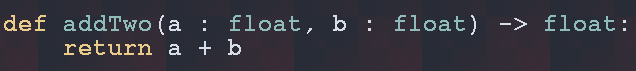 def addTwo(a : float, b : float) -> float:
    return a + b